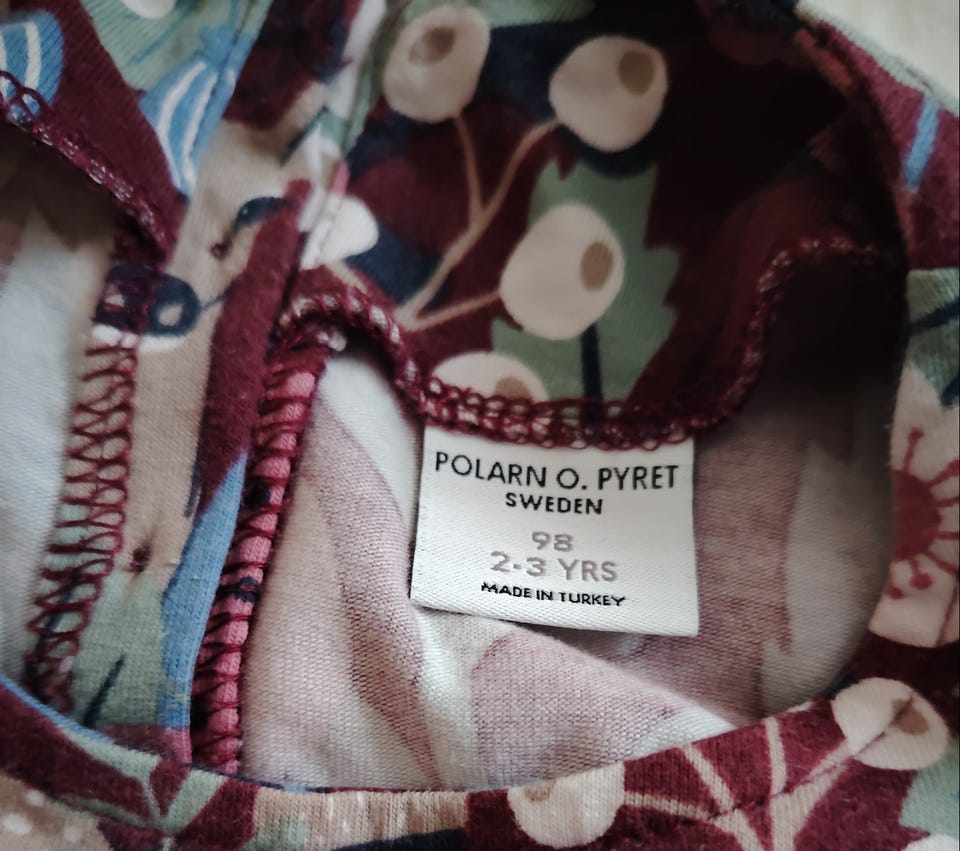 POLARN O. PYRET
SWEDEN
98
2-3 YRS
MADE IN TURKEY